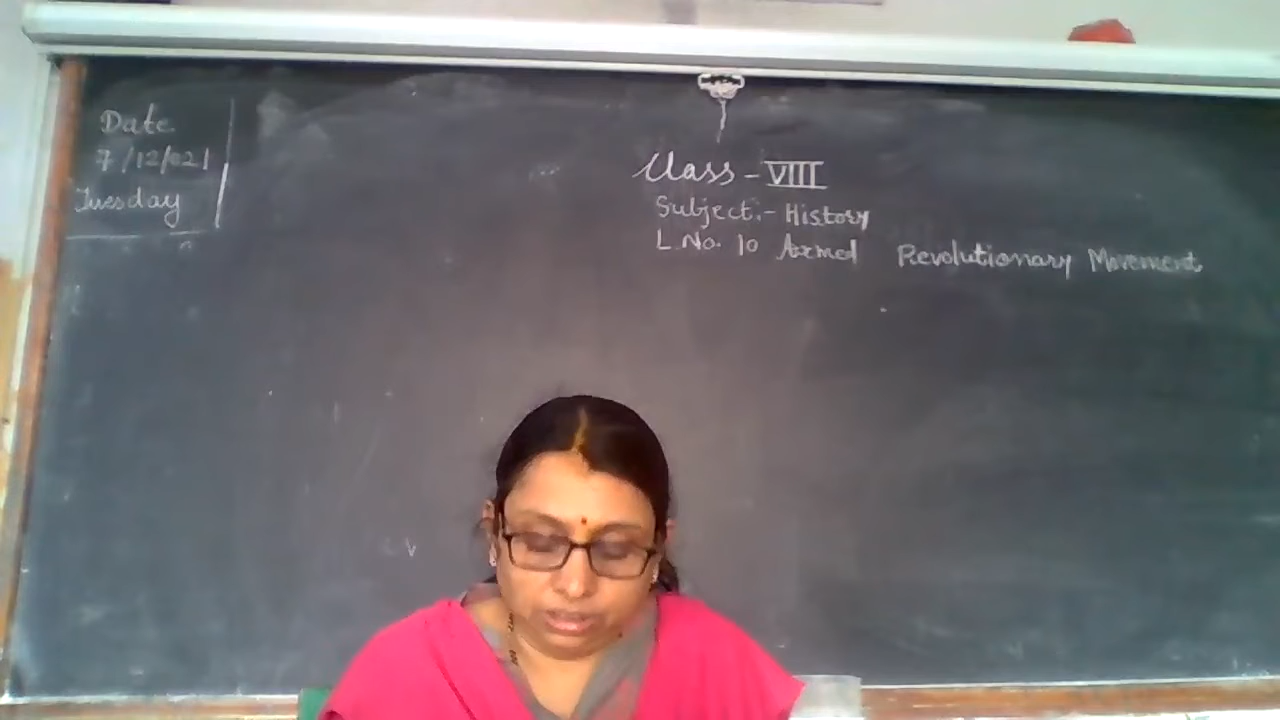 Date
7/12/021
Tuesday
Class - VIII
Subject:- History
L.No. 10 Armed Revolutionary Movement